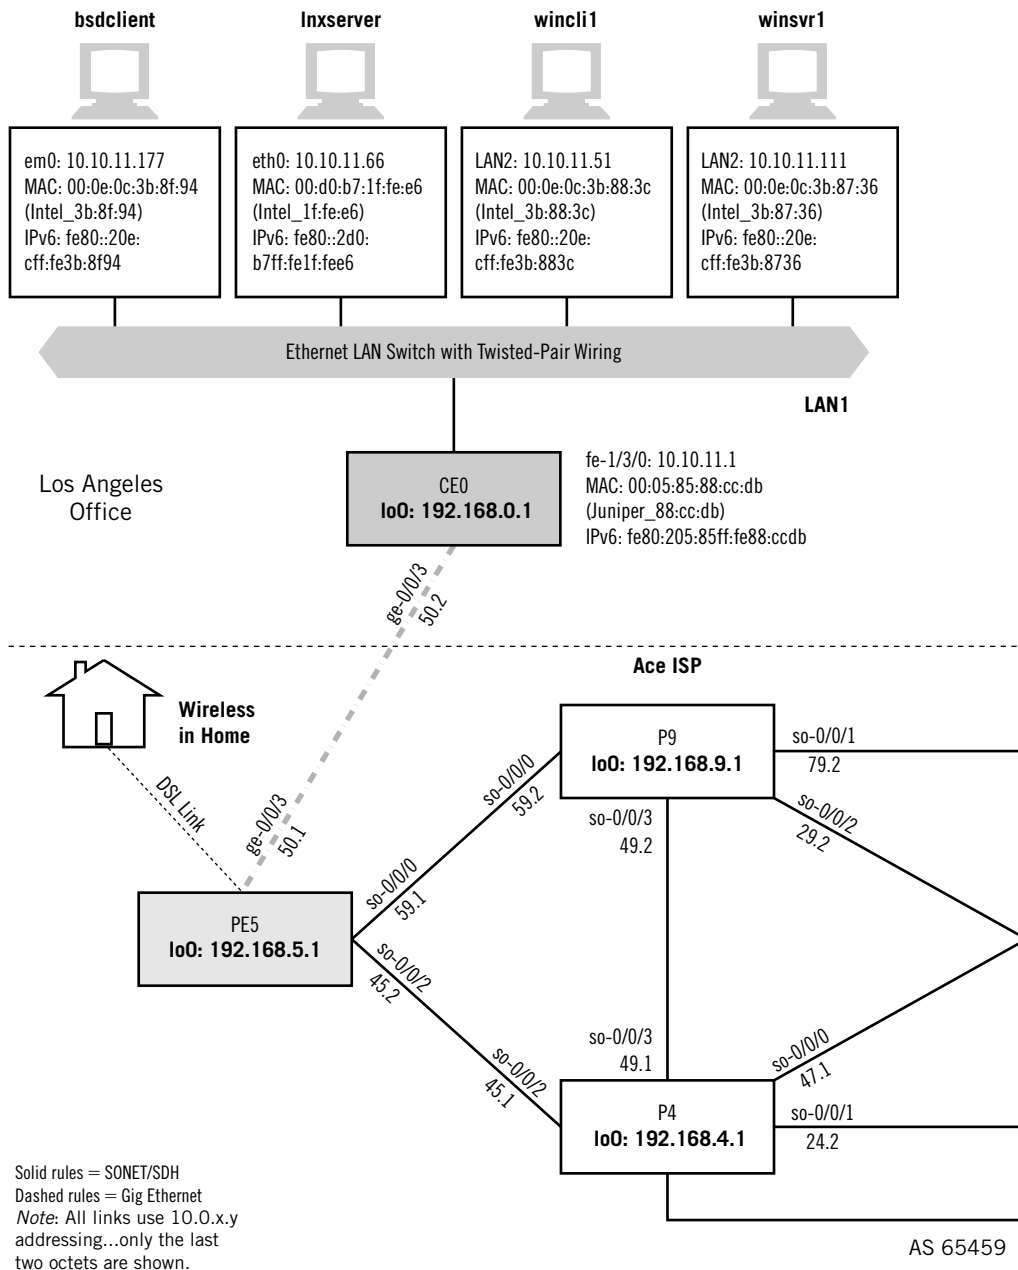 bsdclient
lnxserver
wincli1
winsvr1
em0: 10.10.11.177
MAC: 00:0e:0c:3b:8f:94
(Intel_3b:8f:94)
IPv6: fe80::20e:
cff:fe3b:8f94
eth0: 10.10.11.66
MAC: 00:d0:b7:1f:fe:e6
(Intel_1f:fe:e6)
IPv6: fe80::2d0:
b7ff:fe1f:fee6
LAN2: 10.10.11.51
MAC: 00:0e:0c:3b:88:3c
(Intel_3b:88:3c)
IPv6: fe80::20e:
cff:fe3b:883c
LAN2: 10.10.11.111
MAC: 00:0e:0c:3b:87:36
(Intel_3b:87:36)
IPv6: fe80::20e:
cff:fe3b:8736
Ethernet LAN Switch with Twisted-Pair Wiring
LAN1
Los Angeles
Office
CE0
lo0: 192.168.0.1
fe-1/3/0: 10.10.11.1
MAC: 00:05:85:88:cc:db
(Juniper_88:cc:db)
IPv6: fe80:205:85ff:fe88:ccdb
ge-0/0/3
50.2
Ace ISP
Wireless
in Home
DSL Link
ge-0/0/3
50.1
P9
lo0: 192.168.9.1
so-0/0/1
79.2
so-0/0/0
59.2
so-0/0/3
49.2
so-0/0/2
29.2
so-0/0/0
59.1
PE5
lo0: 192.168.5.1
so-0/0/2
45.2
so-0/0/2
45.1
so-0/0/3
49.1
so-0/0/0
47.1
P4
lo0: 192.168.4.1
so-0/0/1
24.2
Solid rules = SONET/SDH
Dashed rules = Gig Ethernet
Note: All links use 10.0.x.y
addressing...only the last
two octets are shown.
AS 65459